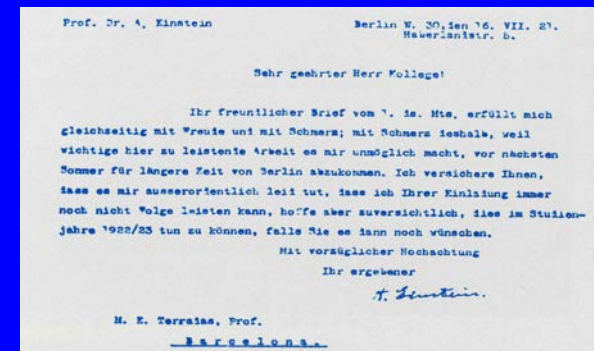 Prof. Dr. A. Einstein
Berlin W. 30, den 16. VII. 21.
Haberlandstr. 5.
Sehr geehrter Herr Kollege!
Ihr freundlicher Brief vom 7. ds. Mts. erfüllt mich
gleichzeitig mit Freude und mit Schmerz; mit Schmerz deshalb, weil
wichtige hier zu leistende Arbeit es mir unmöglich macht, vor nächsten
Sommer für längere Zeit von Berlin abzukommen. Ich versichere Ihnen,
dass es mir ausserordentlich leid tut, dass ich Ihrer Einladung immer
noch nicht Folge leisten kann, hoffe aber zuversichtlich, dies im Studien-
jahre 1922/23 tun zu können, falls Sie es dann noch wünschen.
Mit vorzüglicher Hochachtung
Ihr ergebener
A. Einstein.
M. E. Terradas, Prof.
Barcelona.